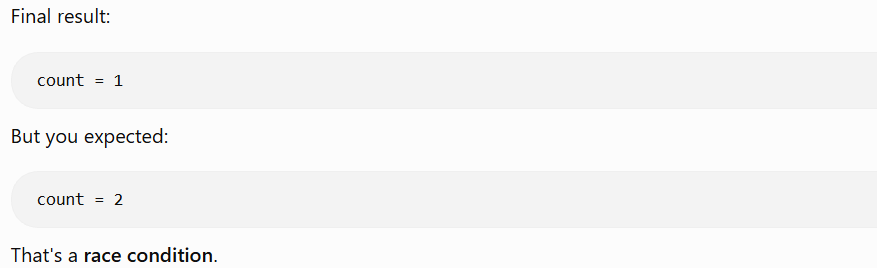 Final result:
count = 1
But you expected:
count = 2
That's a race condition.